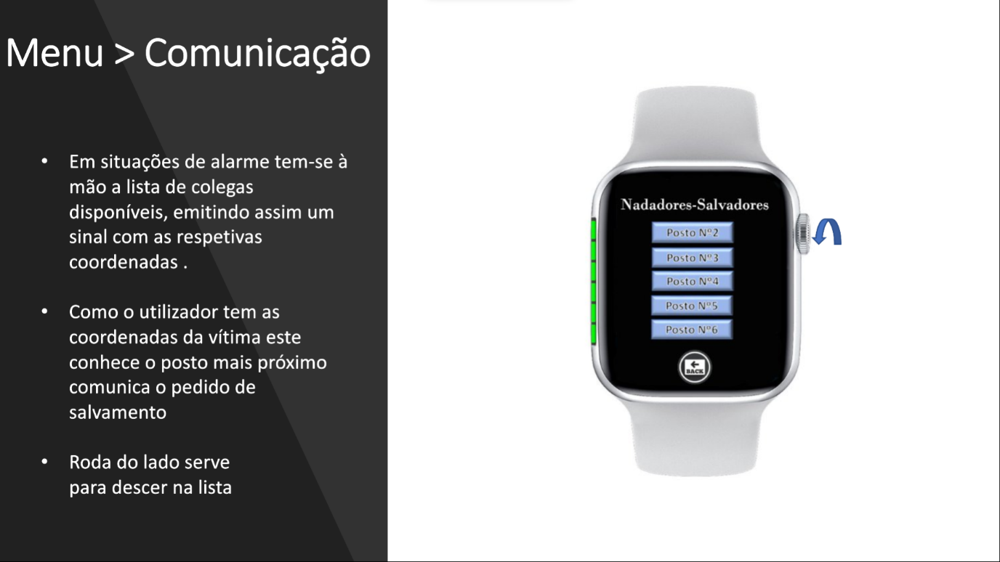 Menu > Comunicação
• Em situações de alarme tem-se à
mão a lista de colegas
disponíveis, emitindo assim um
sinal com as respetivas
coordenadas .
• Como o utilizador tem as
coordenadas da vítima este
conhece o posto mais próximo
comunica o pedido de
salvamento
• Roda do lado serve
para descer na lista
Nadadores-Salvadores
Posto Nº2
Posto Nº3
Posto Nº4
Posto Nº5
Posto Nº6
BACK